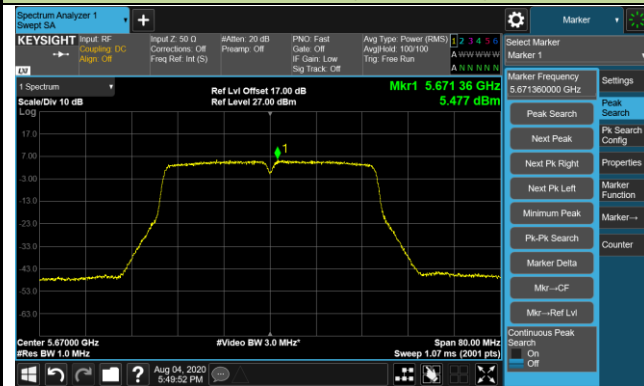 Spectrum Analyzer 1
Swept SA
Marker
KEYSIGHT
Input: RF
Coupling: DC
Align: Off
Input Z: 50 Ω
Corrections: Off
Freq Ref: Int (S)
#Atten: 20 dB
Preamp: Off
PNO: Fast
Gate: Off
IF Gain: Low
Sig Track: Off
Avg Type: Power (RMS)
Avg|Hold: 100/100
Trig: Free Run
1 2 3 4 5 6
A W W W W W
A N N N N N
LXI
Select Marker
Marker 1
1 Spectrum
Scale/Div 10 dB
Log
Ref Lvl Offset 17.00 dB
Ref Level 27.00 dBm
Mkr1 5.671 36 GHz
5.477 dBm
1
17.0
7.00
-3.00
-13.0
-23.0
-33.0
-43.0
-53.0
-63.0
Center 5.67000 GHz
#Res BW 1.0 MHz
#Video BW 3.0 MHz*
Span 80.00 MHz
Sweep 1.07 ms (2001 pts)
Marker Frequency
5.671360000 GHz
Peak Search
Next Peak
Next Pk Right
Next Pk Left
Minimum Peak
Pk-Pk Search
Marker Delta
Mkr→CF
Mkr→Ref Lvl
Continuous Peak
Search
On
Off
Settings
Peak
Search
Pk Search
Config
Properties
Marker
Function
Marker→
Counter
Aug 04, 2020
5:49:52 PM